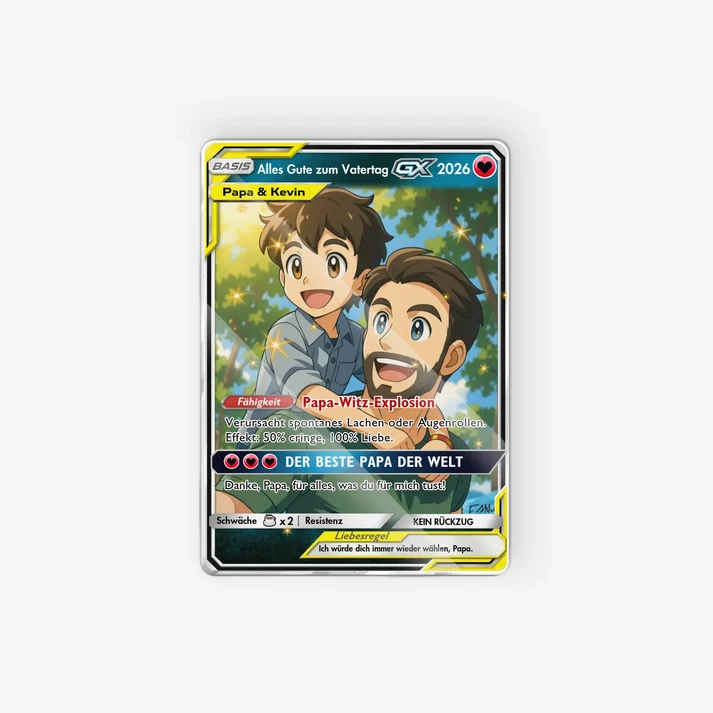 BASIS Alles Gute zum Vatertag GX 2026
Papa & Kevin
Fähigkeit Papa-Witz-Explosion
Verursacht spontanes Lachen oder Augenrollen.
Effekt: 50% cringe, 100% Liebe.
DER BESTE PAPA DER WELT
Danke, Papa, für alles, was du für mich tust!
Schwäche x 2 Resistenz KEIN RÜCKZUG
Liebesregel
Ich würde dich immer wieder wählen, Papa.